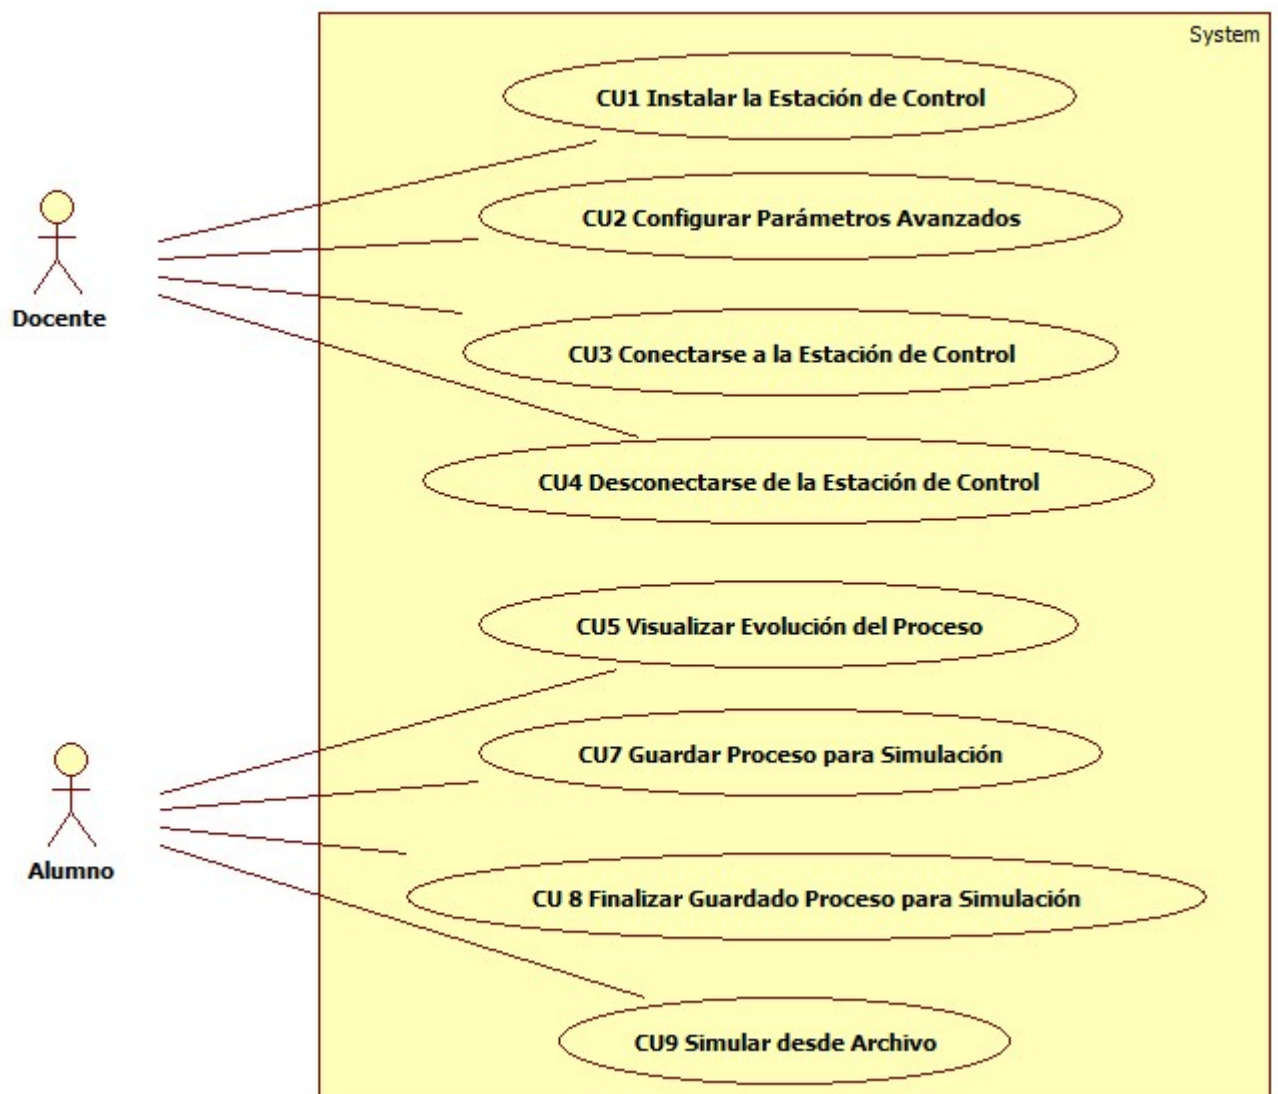 System
CU1 Instalar la Estación de Control
CU2 Configurar Parámetros Avanzados
Docente
CU3 Conectarse a la Estación de Control
CU4 Desconectarse de la Estación de Control
CU5 Visualizar Evolución del Proceso
CU7 Guardar Proceso para Simulación
Alumno
CU 8 Finalizar Guardado Proceso para Simulación
CU9 Simular desde Archivo